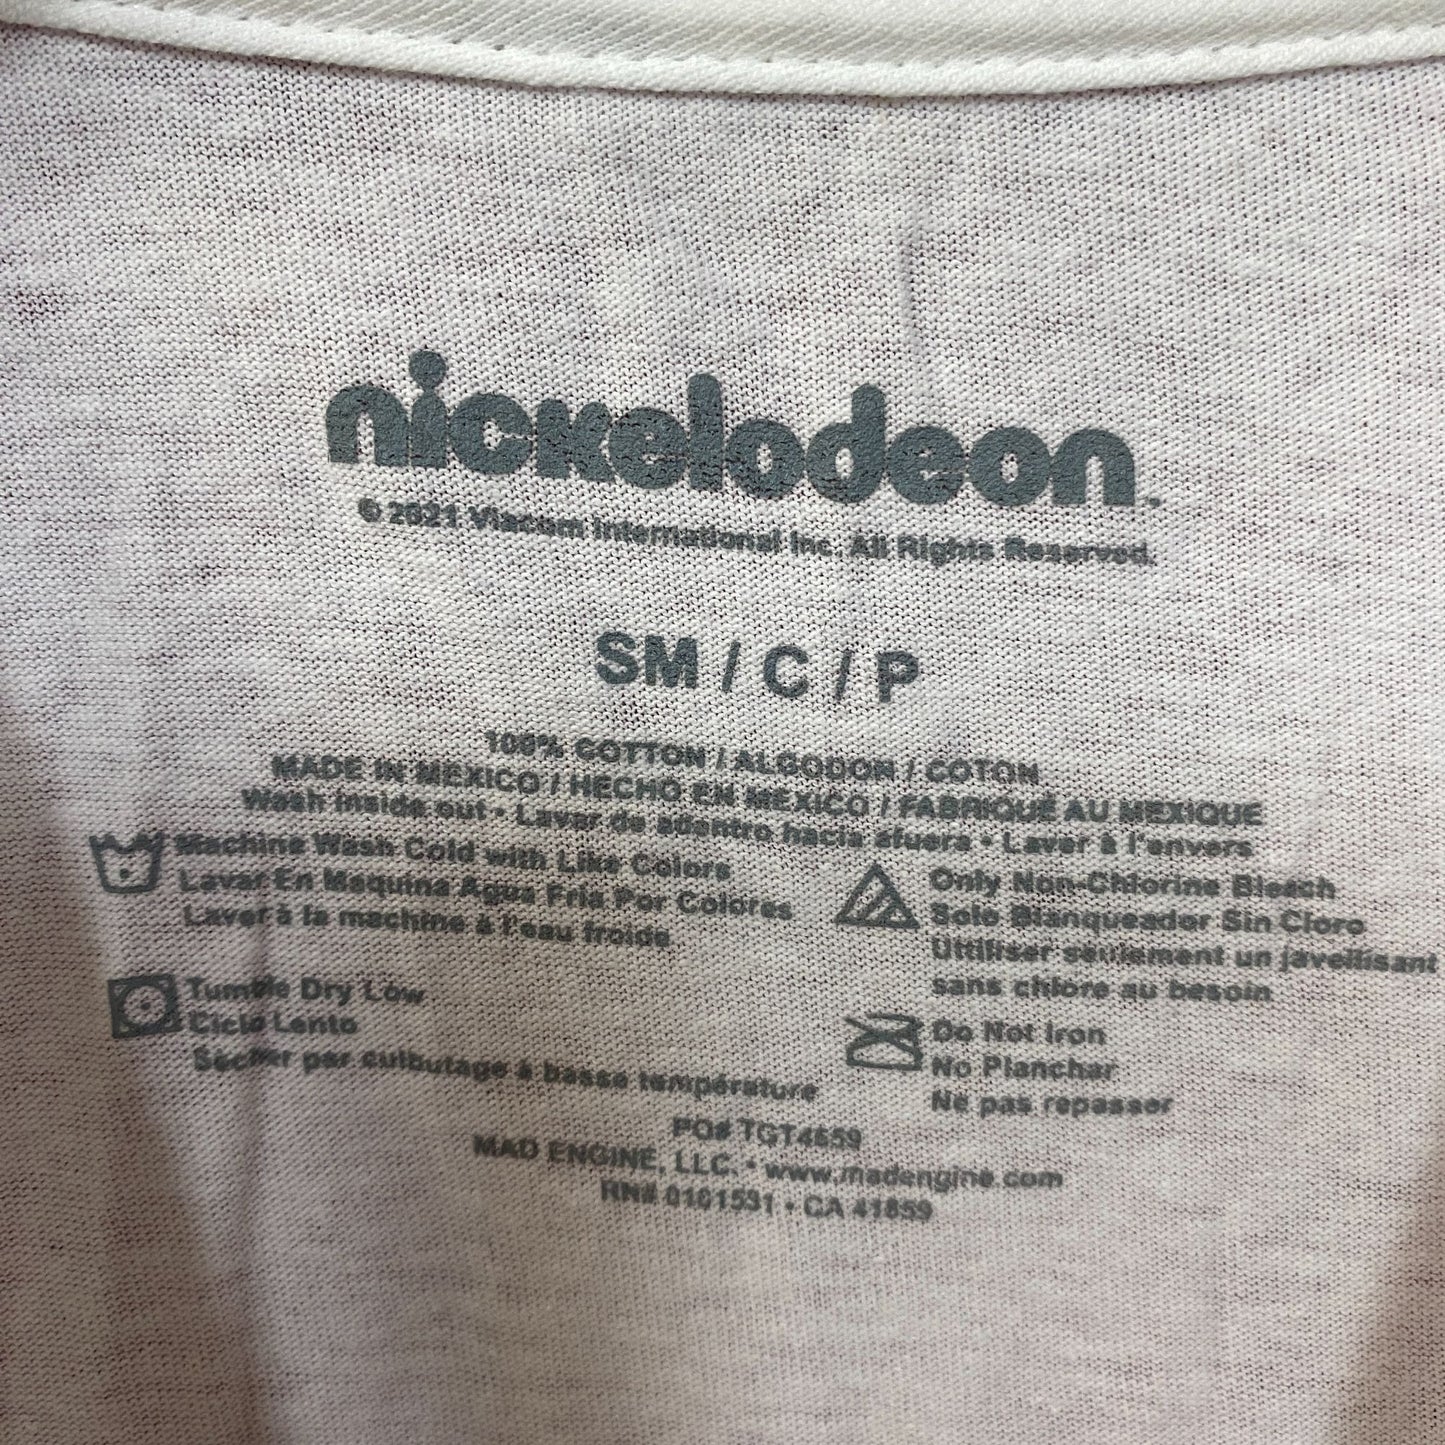 nickelodeon™
© 2021 Viacom International Inc. All Rights Reserved.
SM / C / P
100% COTTON / ALGODON / COTON
MADE IN MEXICO / HECHO EN MÉXICO / FABRIQUÉ AU MEXIQUE
Wash inside out • Lavar de adentro hacia afuera • Laver à l'envers
Machine Wash Cold with Like Colors
Lavar En Maquina Agua Fria Por Colores
Laver à la machine à l'eau froide
Only Non-Chlorine Bleach
Solo Blanqueador Sin Cloro
Uttiliser seulement un javellisant
sans chlore au besoin
Tumble Dry Low
Ciclo Lento
Sécher par culbutage à basse température
Do Not Iron
No Planchar
Ne pas repasser
PO# TGT4659
MAD ENGINE, LLC. • www.madengine.com
RN# 0101531 • CA 41859